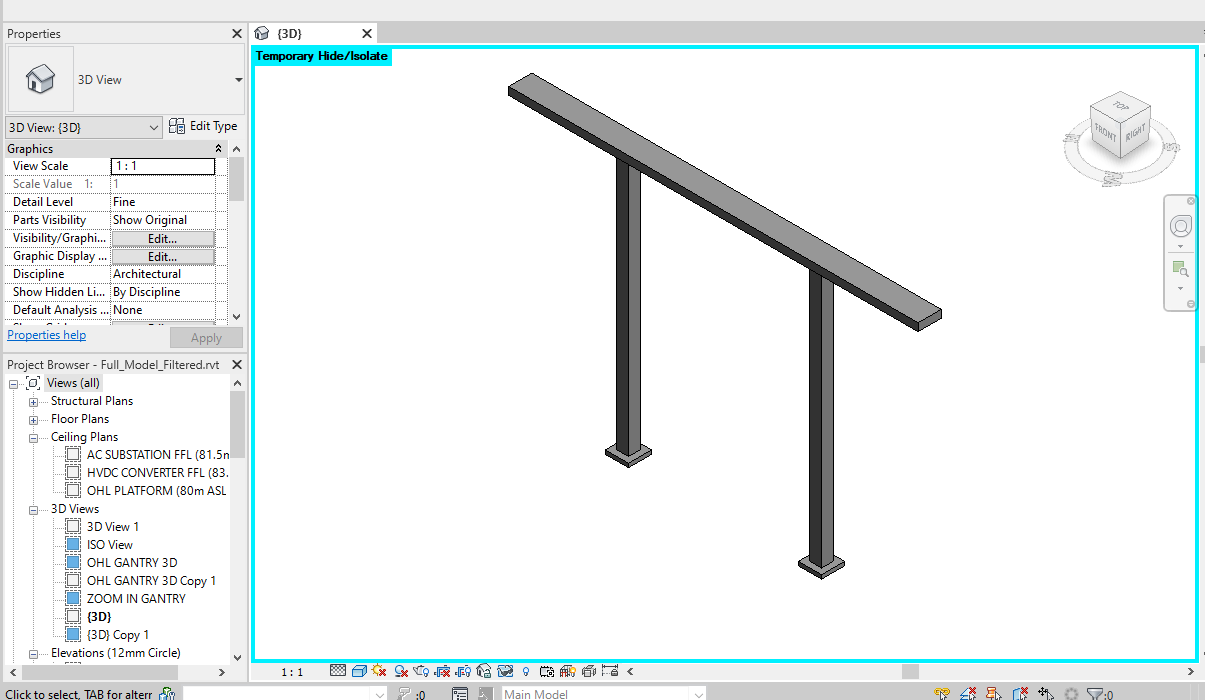 Properties
{3D}
Temporary Hide/Isolate
3D View
3D View: {3D}
Edit Type
Graphics
View Scale 1 : 1
Scale Value 1: 1
Detail Level Fine
Parts Visibility Show Original
Visibility/Graphi... Edit...
Graphic Display ... Edit...
Discipline Architectural
Show Hidden Li... By Discipline
Default Analysis ... None
Properties help
Apply
Project Browser - Full_Model_Filtered.rvt
Views (all)
Structural Plans
Floor Plans
Ceiling Plans
AC SUBSTATION FFL (81.5m
HVDC CONVERTER FFL (83.
OHL PLATFORM (80m ASL
3D Views
3D View 1
ISO View
OHL GANTRY 3D
OHL GANTRY 3D Copy 1
ZOOM IN GANTRY
{3D}
{3D} Copy 1
Elevations (12mm Circle)
TOP
FRONT
RIGHT
1 : 1
Click to select, TAB for altern
:0
Main Model
:0